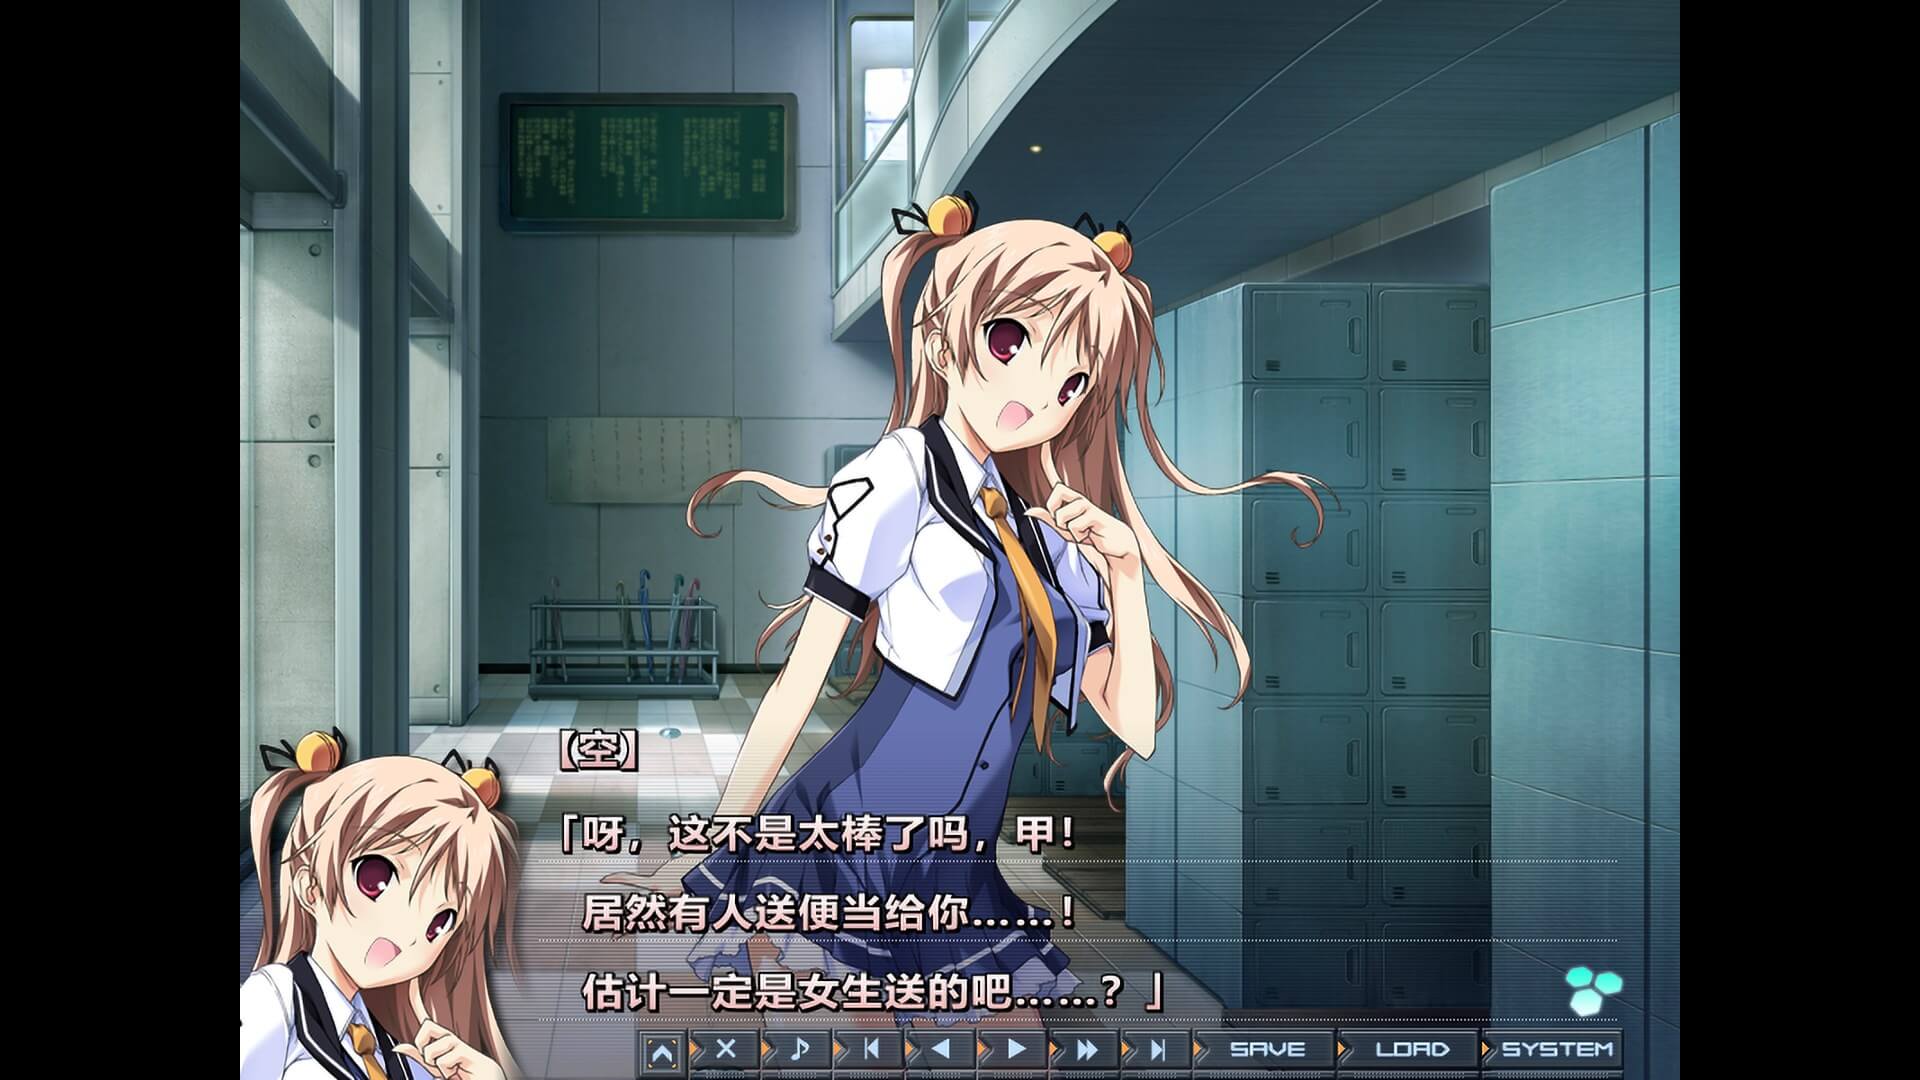 【空】
「呀，这不是太棒了吗，甲！
居然有人送便当给你……！
估计一定是女生送的吧……？」
SAVE LOAD SYSTEM